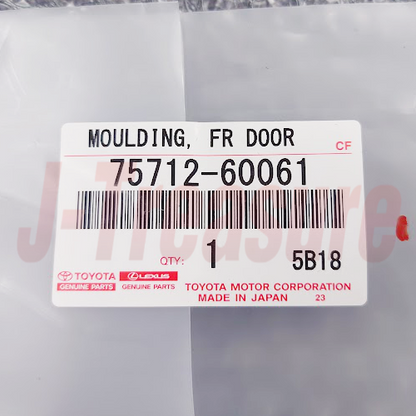 MOULDING, FR DOOR
CF
75712-60061
J-Treasure
QTY: 1 5B18
TOYOTA LEXUS
GENUINE PARTS GENUINE PARTS
TOYOTA MOTOR CORPORATION
MADE IN JAPAN 23